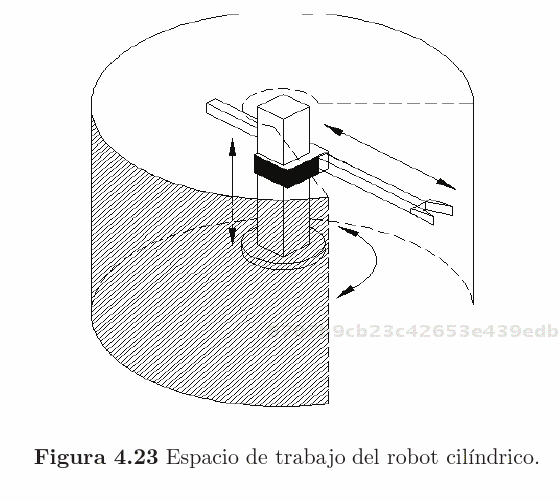 9cb23c42653e439edb
Figura 4.23 Espacio de trabajo del robot cilíndrico.